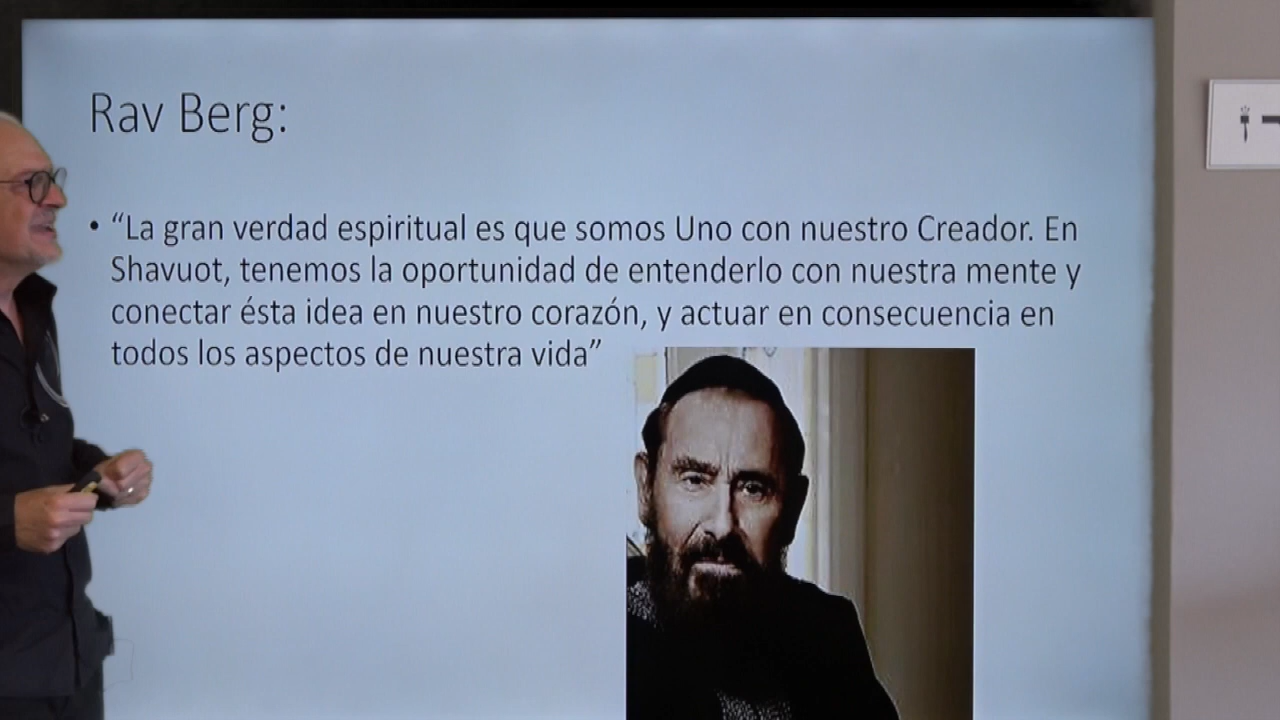 Rav Berg:
• “La gran verdad espiritual es que somos Uno con nuestro Creador. En
Shavuot, tenemos la oportunidad de entenderlo con nuestra mente y
conectar ésta idea en nuestro corazón, y actuar en consecuencia en
todos los aspectos de nuestra vida”